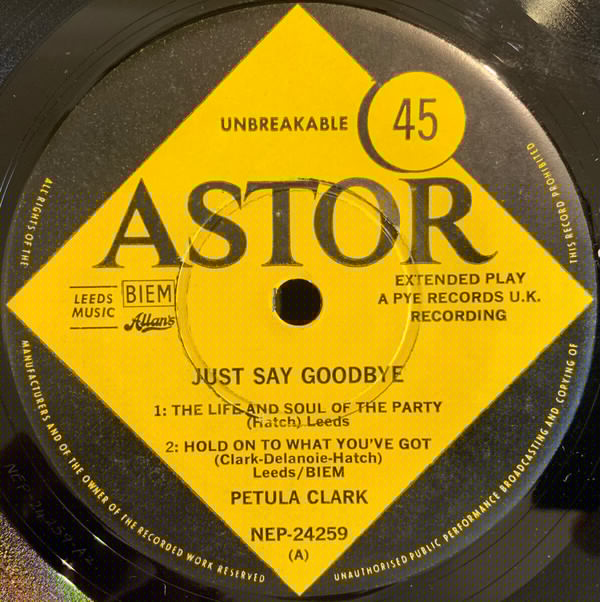 UNBREAKABLE
45
ASTOR
LEEDS
MUSIC
BIEM
Allan's
EXTENDED PLAY
A PYE RECORDS U.K.
RECORDING
JUST SAY GOODBYE
1: THE LIFE AND SOUL OF THE PARTY
(Hatch) Leeds
2: HOLD ON TO WHAT YOU'VE GOT
(Clark-Delanoie-Hatch)
Leeds/BIEM
PETULA CLARK
NEP-24259
(A)
ALL RIGHTS OF THE
MANUFACTURERS AND OF THE OWNER OF THE RECORDED WORK RESERVED
UNAUTHORISED PUBLIC PERFORMANCE BROADCASTING AND COPYING OF
THIS RECORD PROHIBITED